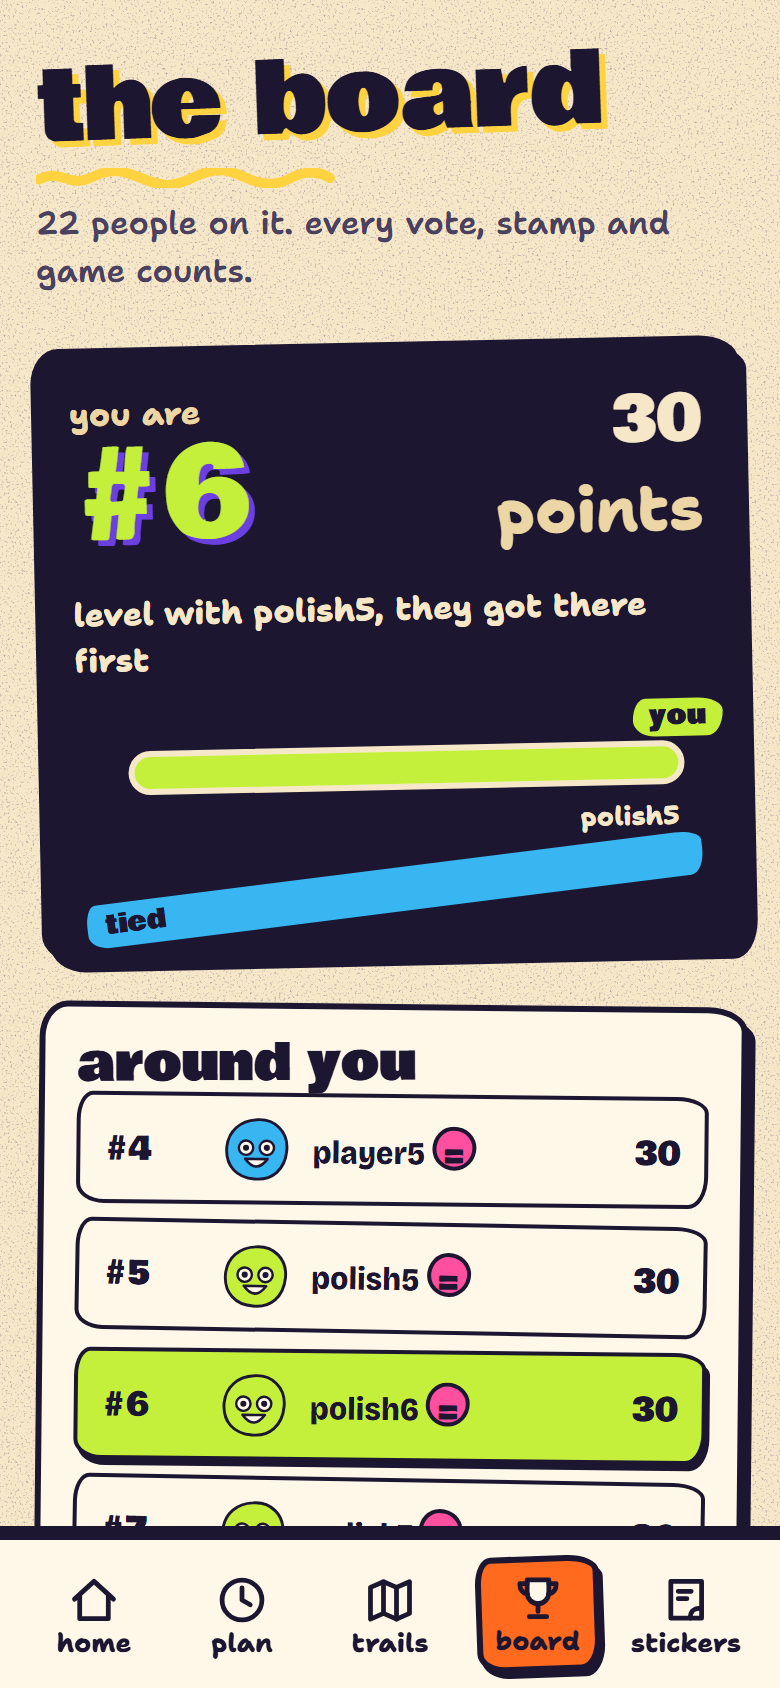 the board
22 people on it. every vote, stamp and
game counts.
you are
#6
30
points
level with polish5, they got there
first
you
polish5
tied
around you
#4 player5 = 30
#5 polish5 = 30
#6 polish6 = 30
#7
home plan trails board stickers